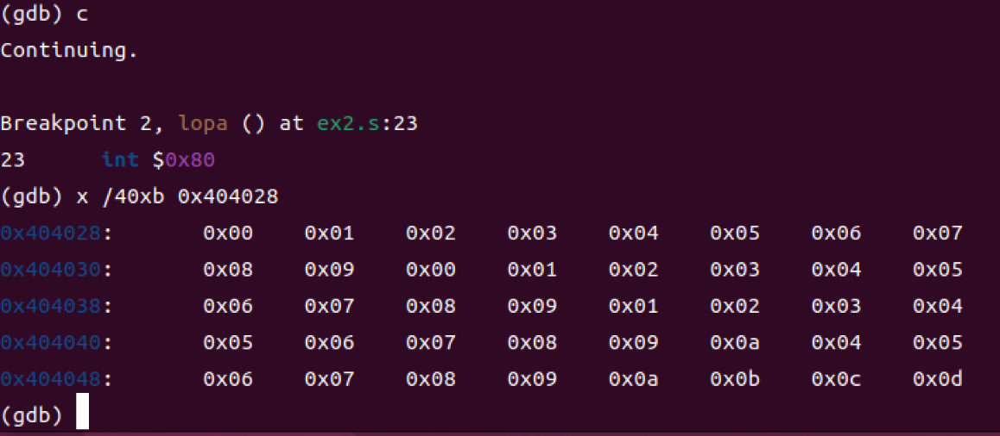 (gdb) c
Continuing.
Breakpoint 2, lopa () at ex2.s:23
23 int $0x80
(gdb) x /40xb 0x404028
0x404028: 0x00 0x01 0x02 0x03 0x04 0x05 0x06 0x07
0x404030: 0x08 0x09 0x00 0x01 0x02 0x03 0x04 0x05
0x404038: 0x06 0x07 0x08 0x09 0x01 0x02 0x03 0x04
0x404040: 0x05 0x06 0x07 0x08 0x09 0x0a 0x04 0x05
0x404048: 0x06 0x07 0x08 0x09 0x0a 0x0b 0x0c 0x0d
(gdb)